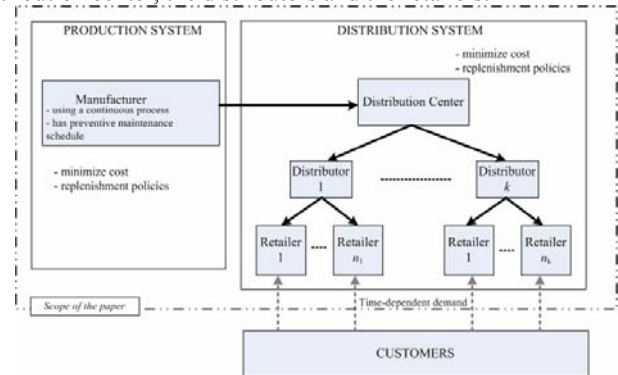 PRODUCTION SYSTEM
DISTRIBUTION SYSTEM
- minimize cost
- replenishment policies
Manufacturer
- using a continuous process
- has preventive maintenance
schedule
Distribution Center
- minimize cost
- replenishment policies
Distributor
1
Distributor
k
Retailer
1
Retailer
n1
Retailer
1
Retailer
nk
Scope of the paper
Time-dependent demand
CUSTOMERS